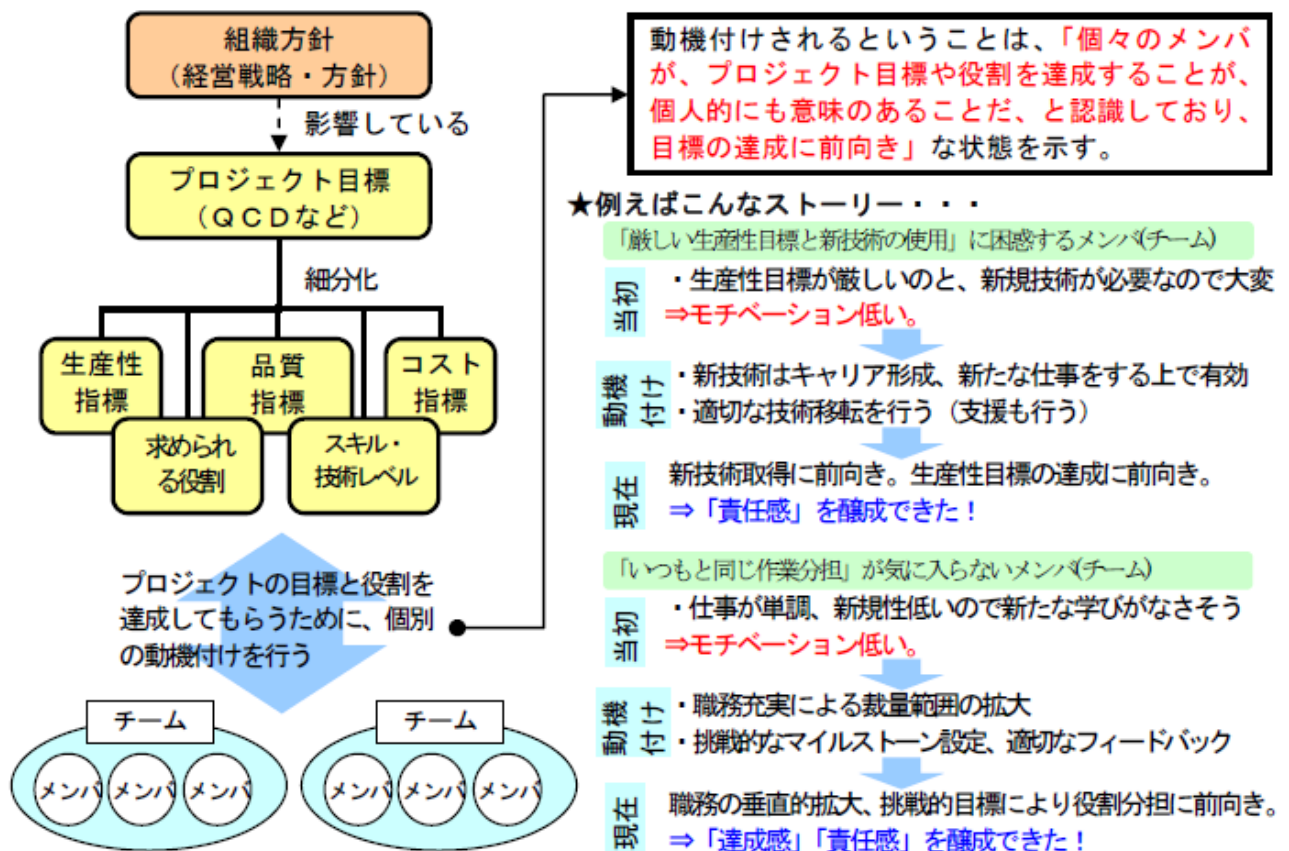 組織方針
（経営戦略・方針）
影響している
プロジェクト目標
（ＱＣＤなど）
細分化
生産性
指標
品質
指標
コスト
指標
求められ
る役割
スキル・
技術レベル
プロジェクトの目標と役割を
達成してもらうために、個別
の動機付けを行う
チーム
メンバ
メンバ
メンバ
チーム
メンバ
メンバ
メンバ
動機付けされるということは、「個々のメンバ
が、プロジェクト目標や役割を達成することが、
個人的にも意味のあることだ、と認識しており、
目標の達成に前向き」な状態を示す。
★例えばこんなストーリー・・・
「厳しい生産性目標と新技術の使用」に困惑するメンバ(チーム)
当初
・生産性目標が厳しいのと、新規技術が必要なので大変
⇒モチベーション低い。
動機付け
・新技術はキャリア形成、新たな仕事をする上で有効
・適切な技術移転を行う（支援も行う）
現在
新技術取得に前向き。生産性目標の達成に前向き。
⇒「責任感」を醸成できた！
「いつもと同じ作業分担」が気に入らないメンバ(チーム)
当初
・仕事が単調、新規性低いので新たな学びがなさそう
⇒モチベーション低い。
動機付け
・職務充実による裁量範囲の拡大
・挑戦的なマイルストーン設定、適切なフィードバック
現在
職務の垂直的拡大、挑戦的目標により役割分担に前向き。
⇒「達成感」「責任感」を醸成できた！